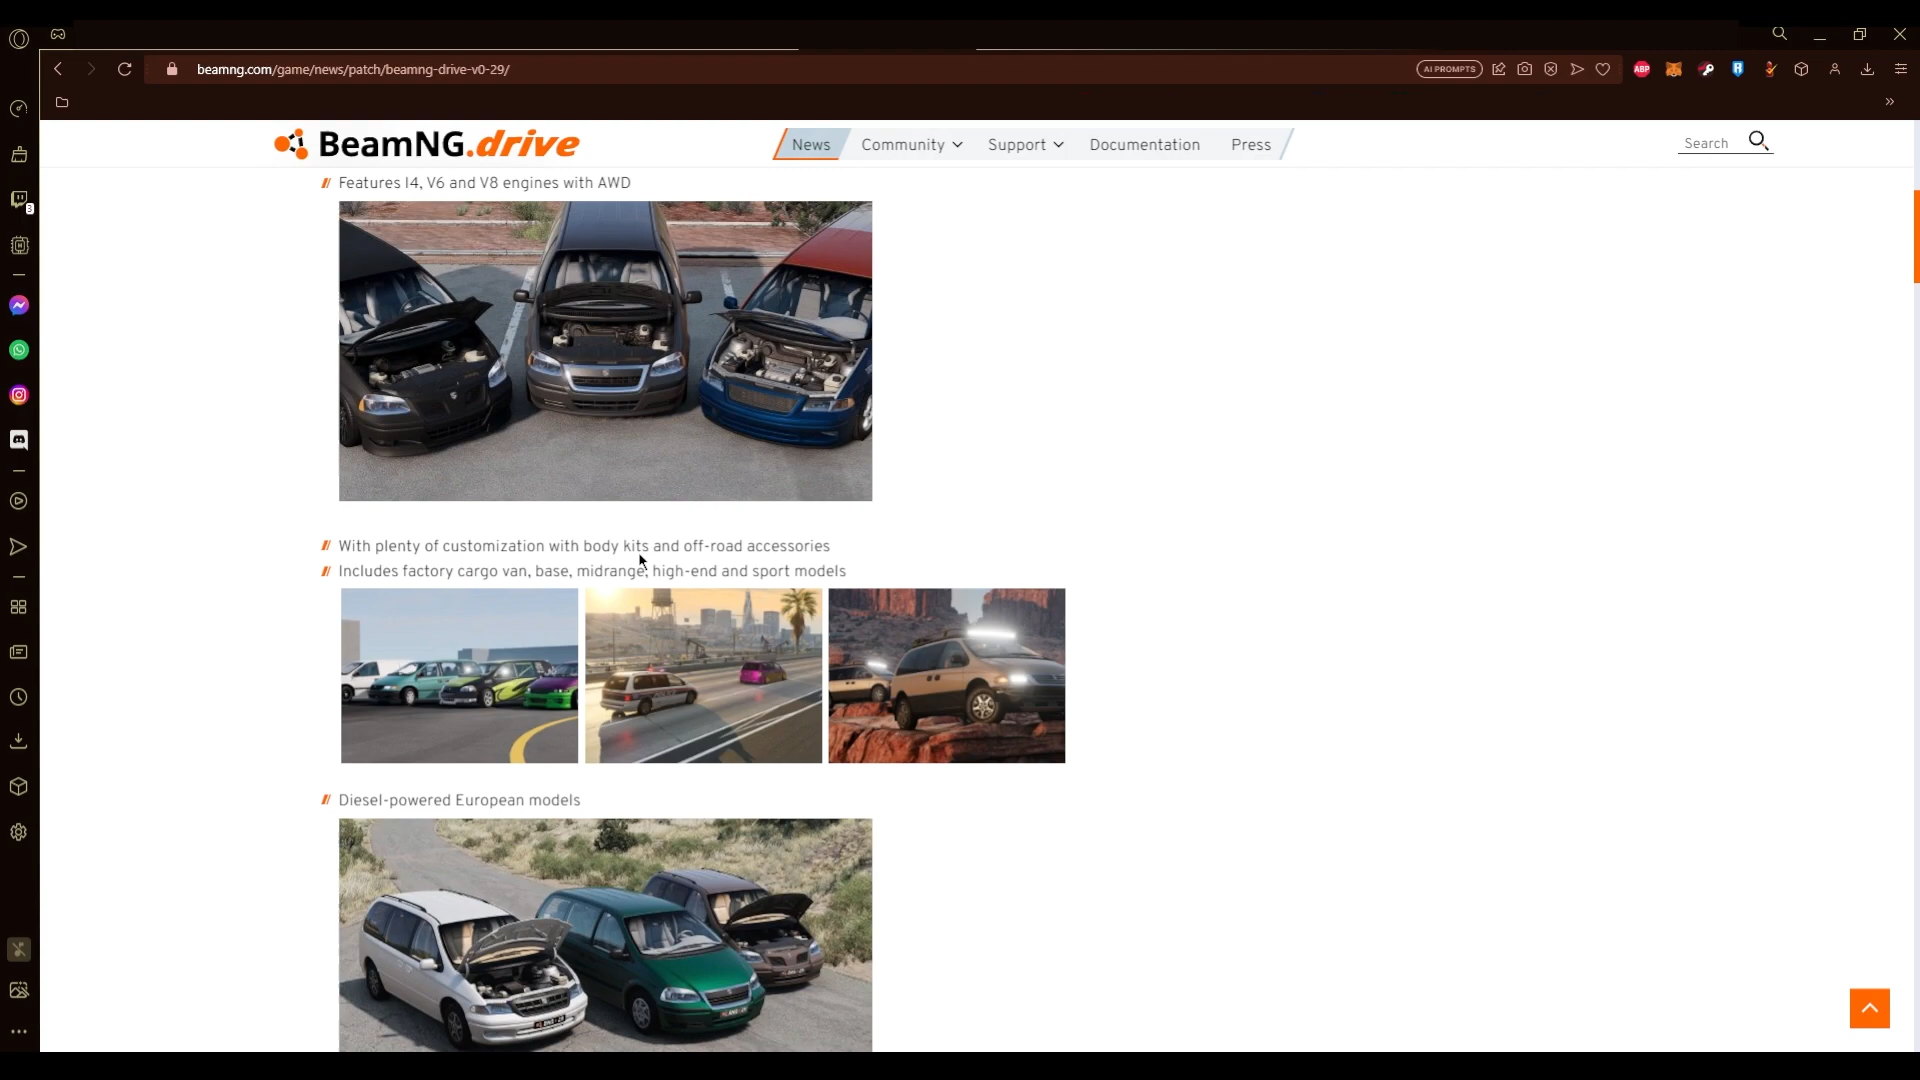 beamng.com/game/news/patch/beamng-drive-v0-29/
AI PROMPTS
ABP
BeamNG.drive
News
Community
Support
Documentation
Press
Search
3
Features I4, V6 and V8 engines with AWD
With plenty of customization with body kits and off-road accessories
Includes factory cargo van, base, midrange, high-end and sport models
Diesel-powered European models